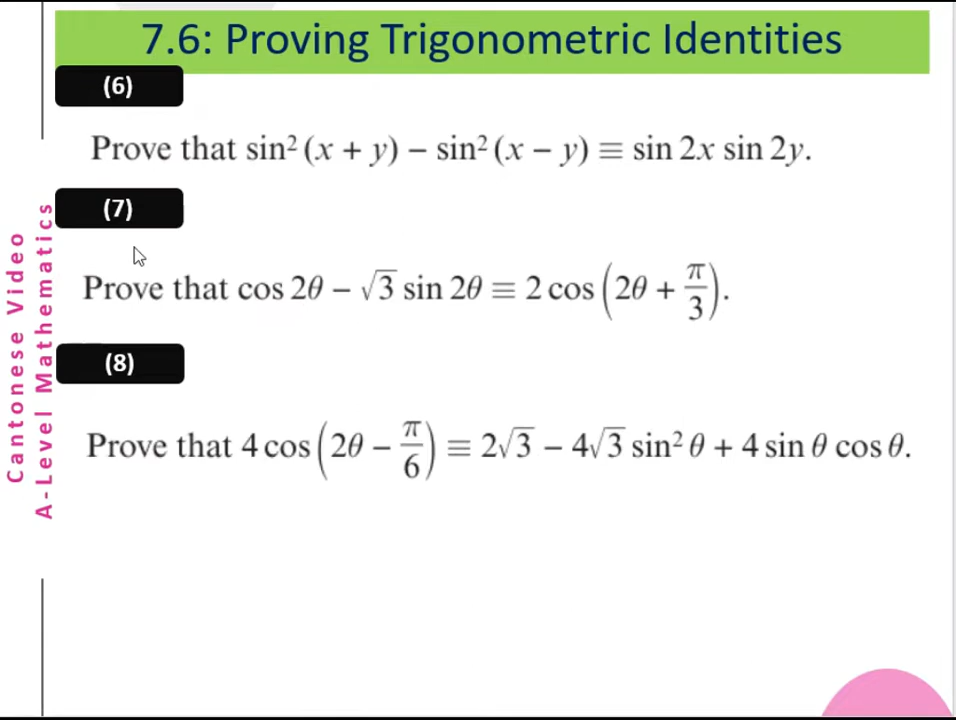 7.6: Proving Trigonometric Identities
(6)
Prove that sin² (x + y) − sin² (x − y) ≡ sin 2x sin 2y.
(7)
Prove that cos 2θ − √3 sin 2θ ≡ 2 cos (2θ + π/3).
(8)
Prove that 4 cos (2θ − π/6) ≡ 2√3 − 4√3 sin² θ + 4 sin θ cos θ.
Cantonese Video
A-Level Mathematics